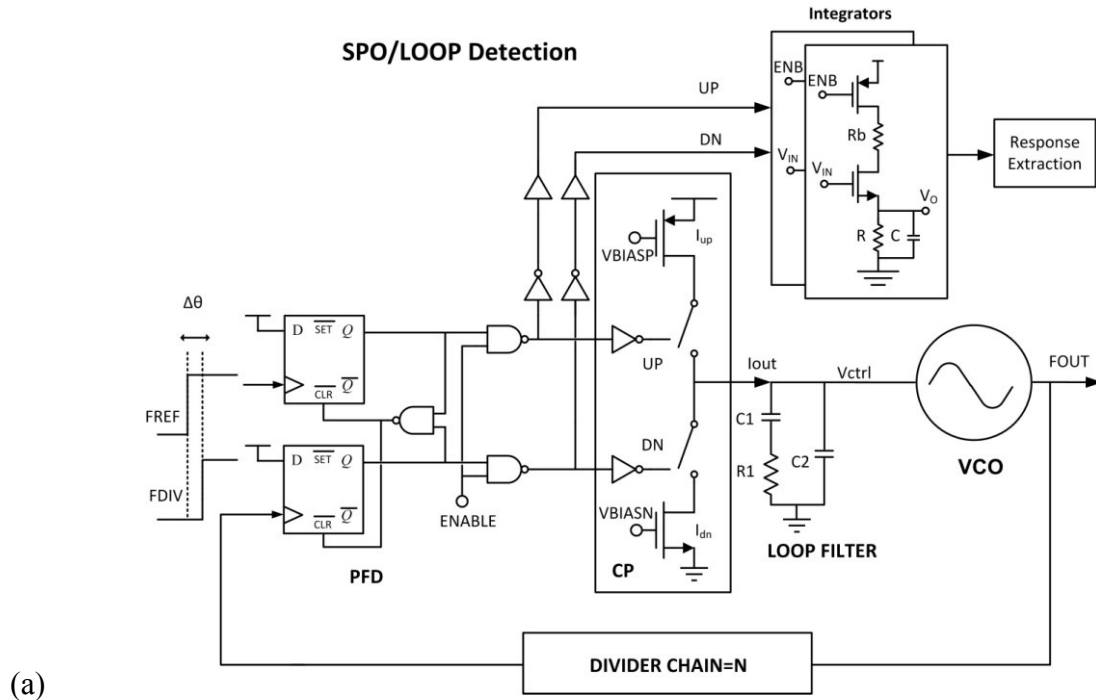 Integrators
SPO/LOOP Detection
ENB
ENB
UP
Rb
Response
Extraction
DN
V_IN
V_IN
V_O
R
C
I_up
VBIASP
Δθ
D SET Q
CLR Q
UP
Iout
Vctrl
FOUT
FREF
C1
DN
R1
C2
VCO
D SET Q
FDIV
CLR Q
ENABLE
VBIASN
I_dn
LOOP FILTER
PFD
CP
DIVIDER CHAIN=N
(a)